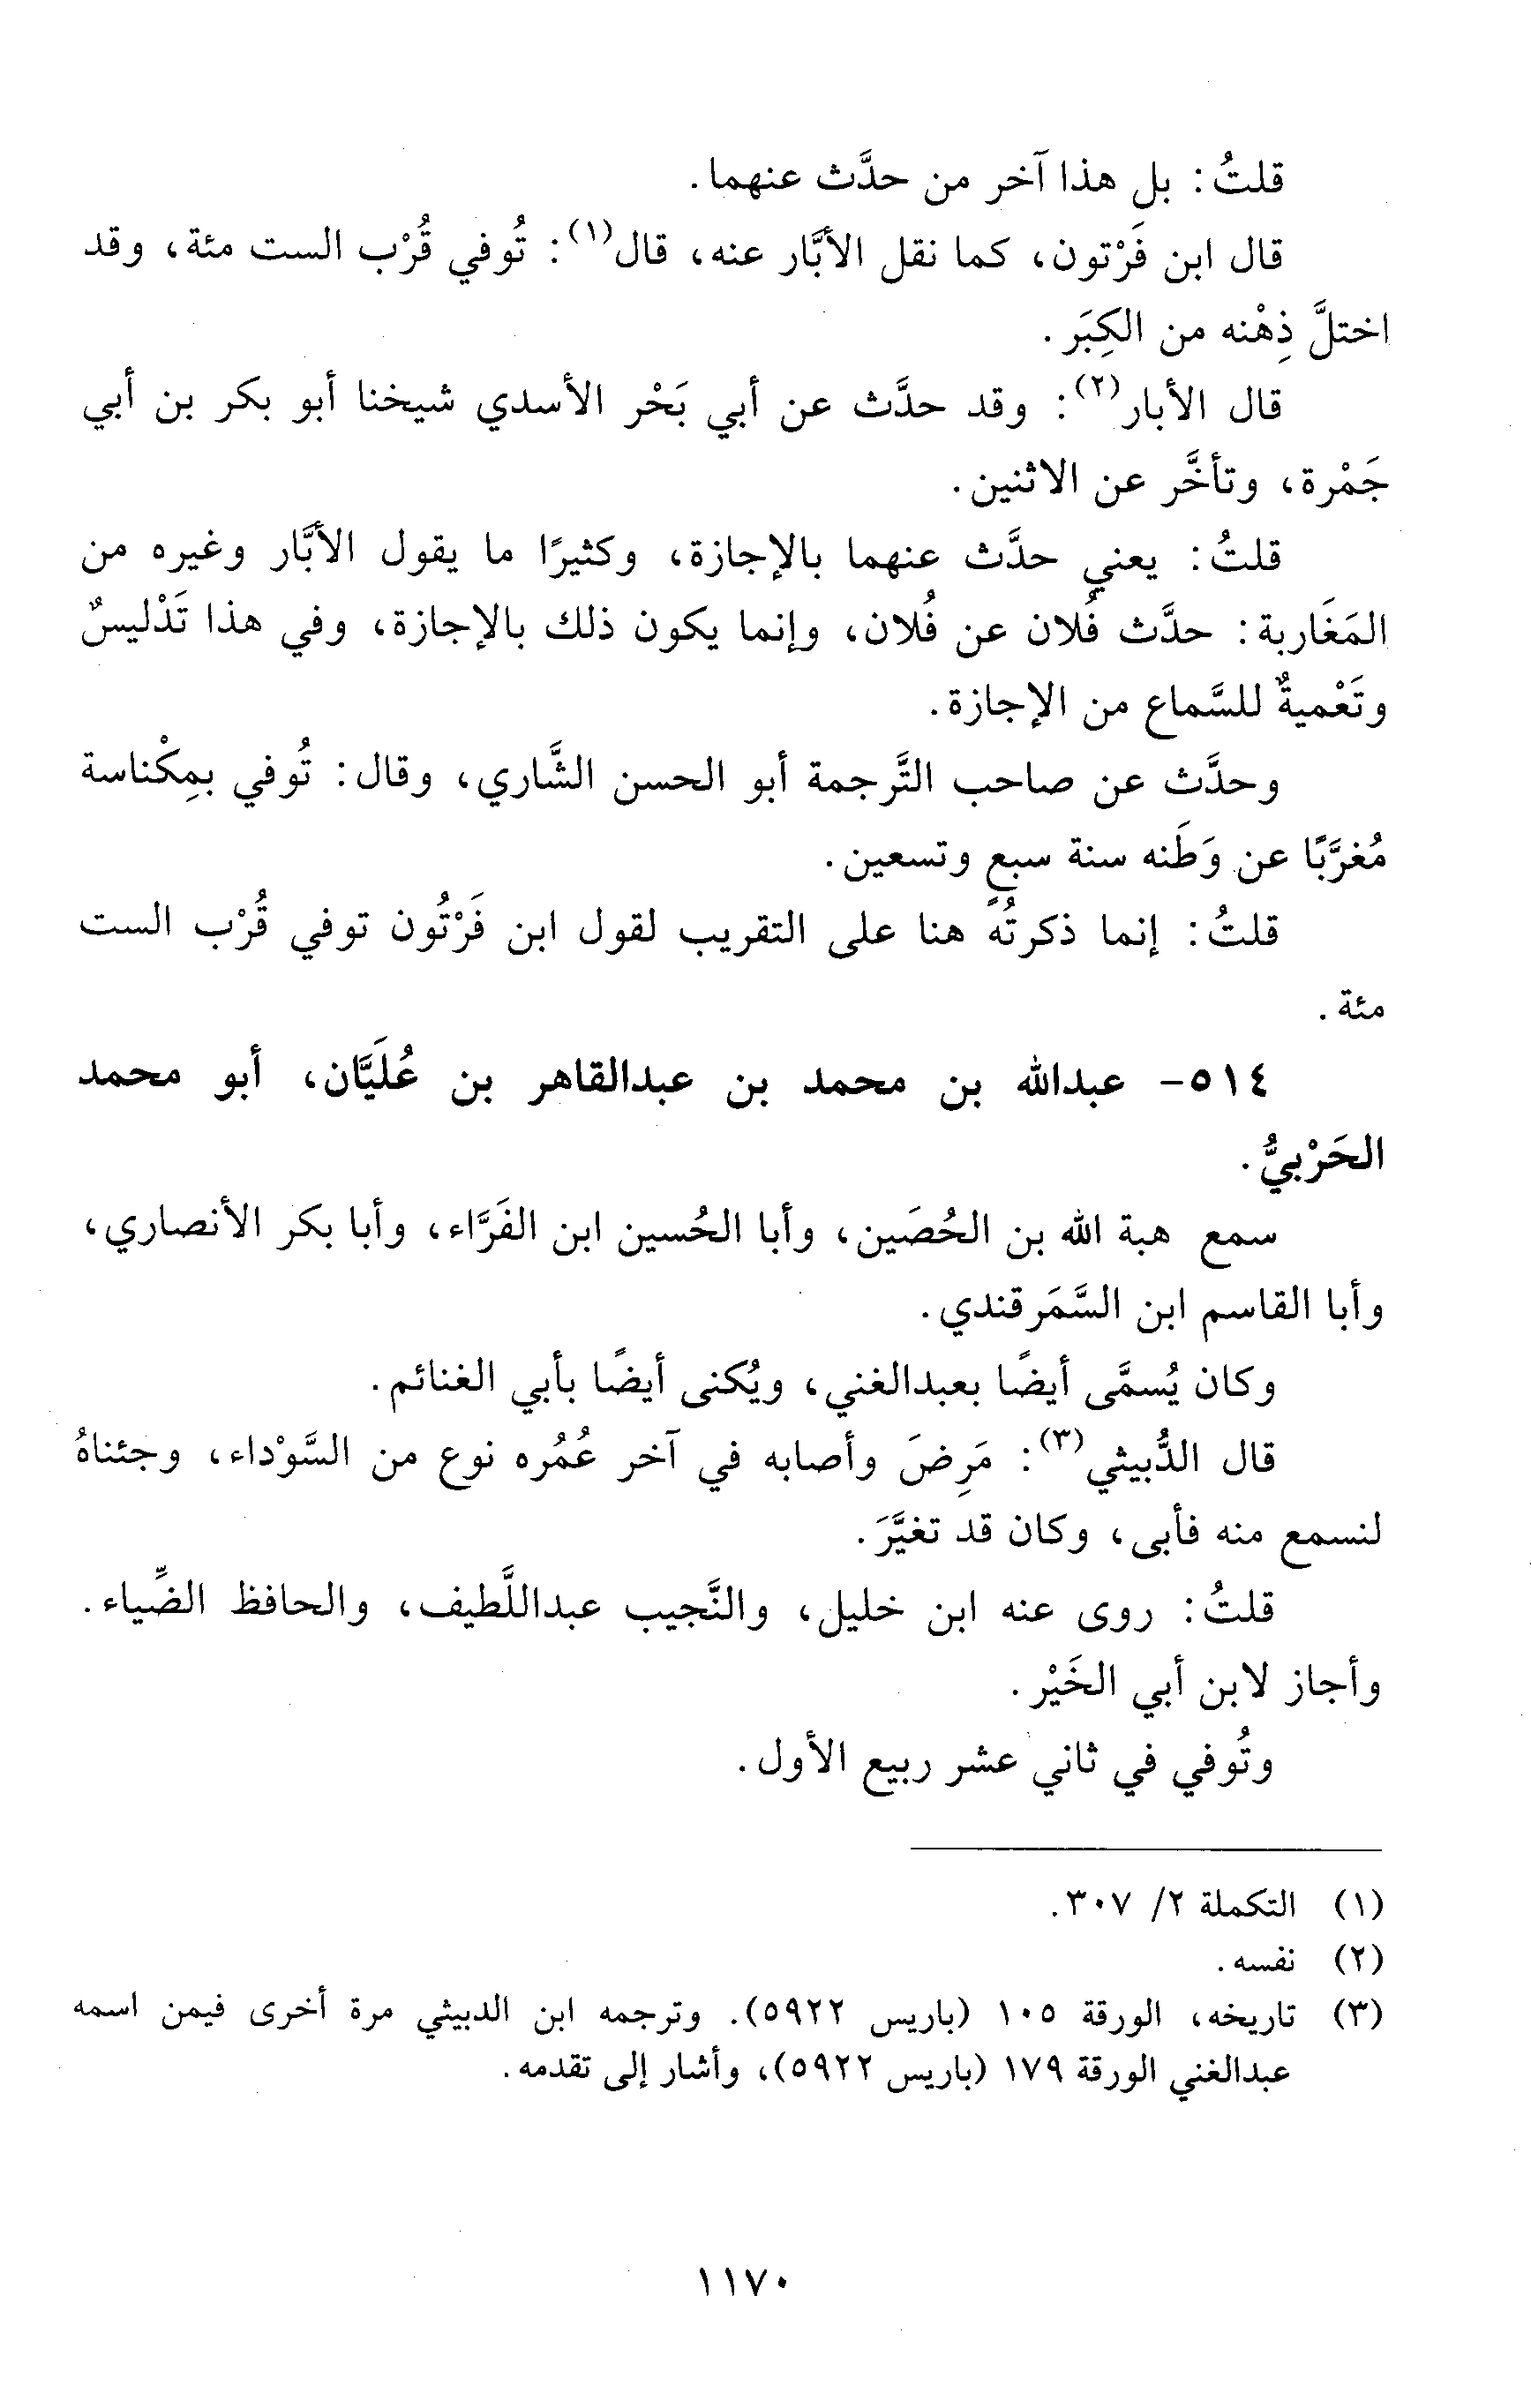 قلتُ: بل هذا آخر من حدَّث عنهما.
قال ابن فَرْتون، كما نقل الأبَّار عنه، قال(١): تُوفي قُرْب الست مئة، وقد
اختلَّ ذِهْنه من الكِبَر.
قال الأبار(٢): وقد حدَّث عن أبي بَحْر الأسدي شيخنا أبو بكر بن أبي
جَمْرة، وتأخَّر عن الاثنين.
قلتُ: يعني حدَّث عنهما بالإجازة، وكثيرًا ما يقول الأبَّار وغيره من
المَغَاربة: حدَّث فُلان عن فُلان، وإنما يكون ذلك بالإجازة، وفي هذا تَدْليسٌ
وتَعْميةٌ للسَّماع من الإجازة.
وحدَّث عن صاحب التَّرجمة أبو الحسن الشَّاري، وقال: تُوفي بمِكْناسة
مُغرَّبًا عن وَطَنه سنة سبعٍ وتسعين.
قلتُ: إنما ذكرتُه هنا على التقريب لقول ابن فَرْتُون توفي قُرْب الست
مئة.
٥١٤- عبدالله بن محمد بن عبدالقاهر بن عُلَيَّان، أبو محمد
الحَرْبيُّ.
سمع هبة الله بن الحُصَين، وأبا الحُسين ابن الفَرَّاء، وأبا بكر الأنصاري،
وأبا القاسم ابن السَّمَرقندي.
وكان يُسمَّى أيضًا بعبدالغني، ويُكنى أيضًا بأبي الغنائم.
قال الدُّبيثي(٣): مَرِضَ وأصابه في آخر عُمُره نوع من السَّوْداء، وجئناهُ
لنسمع منه فأبى، وكان قد تغيَّرَ.
قلتُ: روى عنه ابن خليل، والنَّجيب عبداللَّطيف، والحافظ الضِّياء.
وأجاز لابن أبي الخَيْر.
وتُوفي في ثاني عشر ربيع الأول.
(١) التكملة ٢/ ٣٠٧.
(٢) نفسه.
(٣) تاريخه، الورقة ١٠٥ (باريس ٥٩٢٢). وترجمه ابن الدبيثي مرة أخرى فيمن اسمه
عبدالغني الورقة ١٧٩ (باريس ٥٩٢٢)، وأشار إلى تقدمه.
١١٧٠